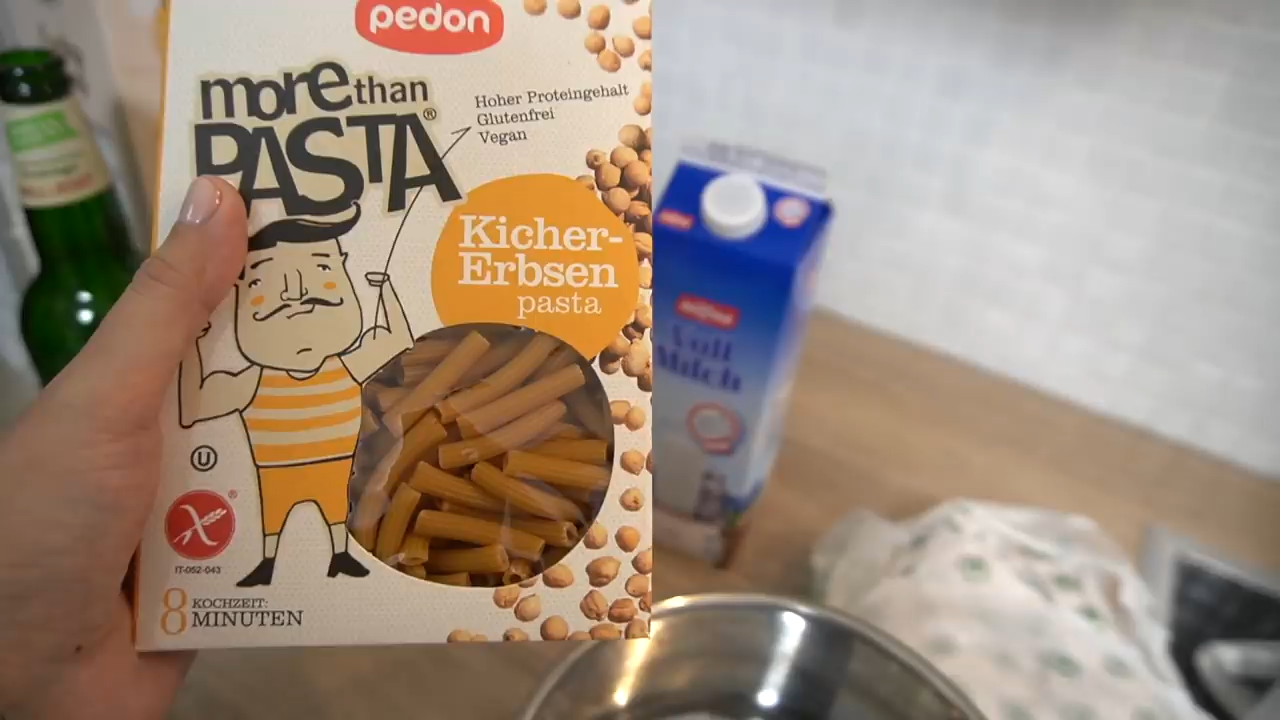 pedon
more than
PASTA®
Hoher Proteingehalt
Glutenfrei
Vegan
Kicher-
Erbsen
pasta
U
®
IT-052-043
8 KOCHZEIT:
MINUTEN
Voll
Milch